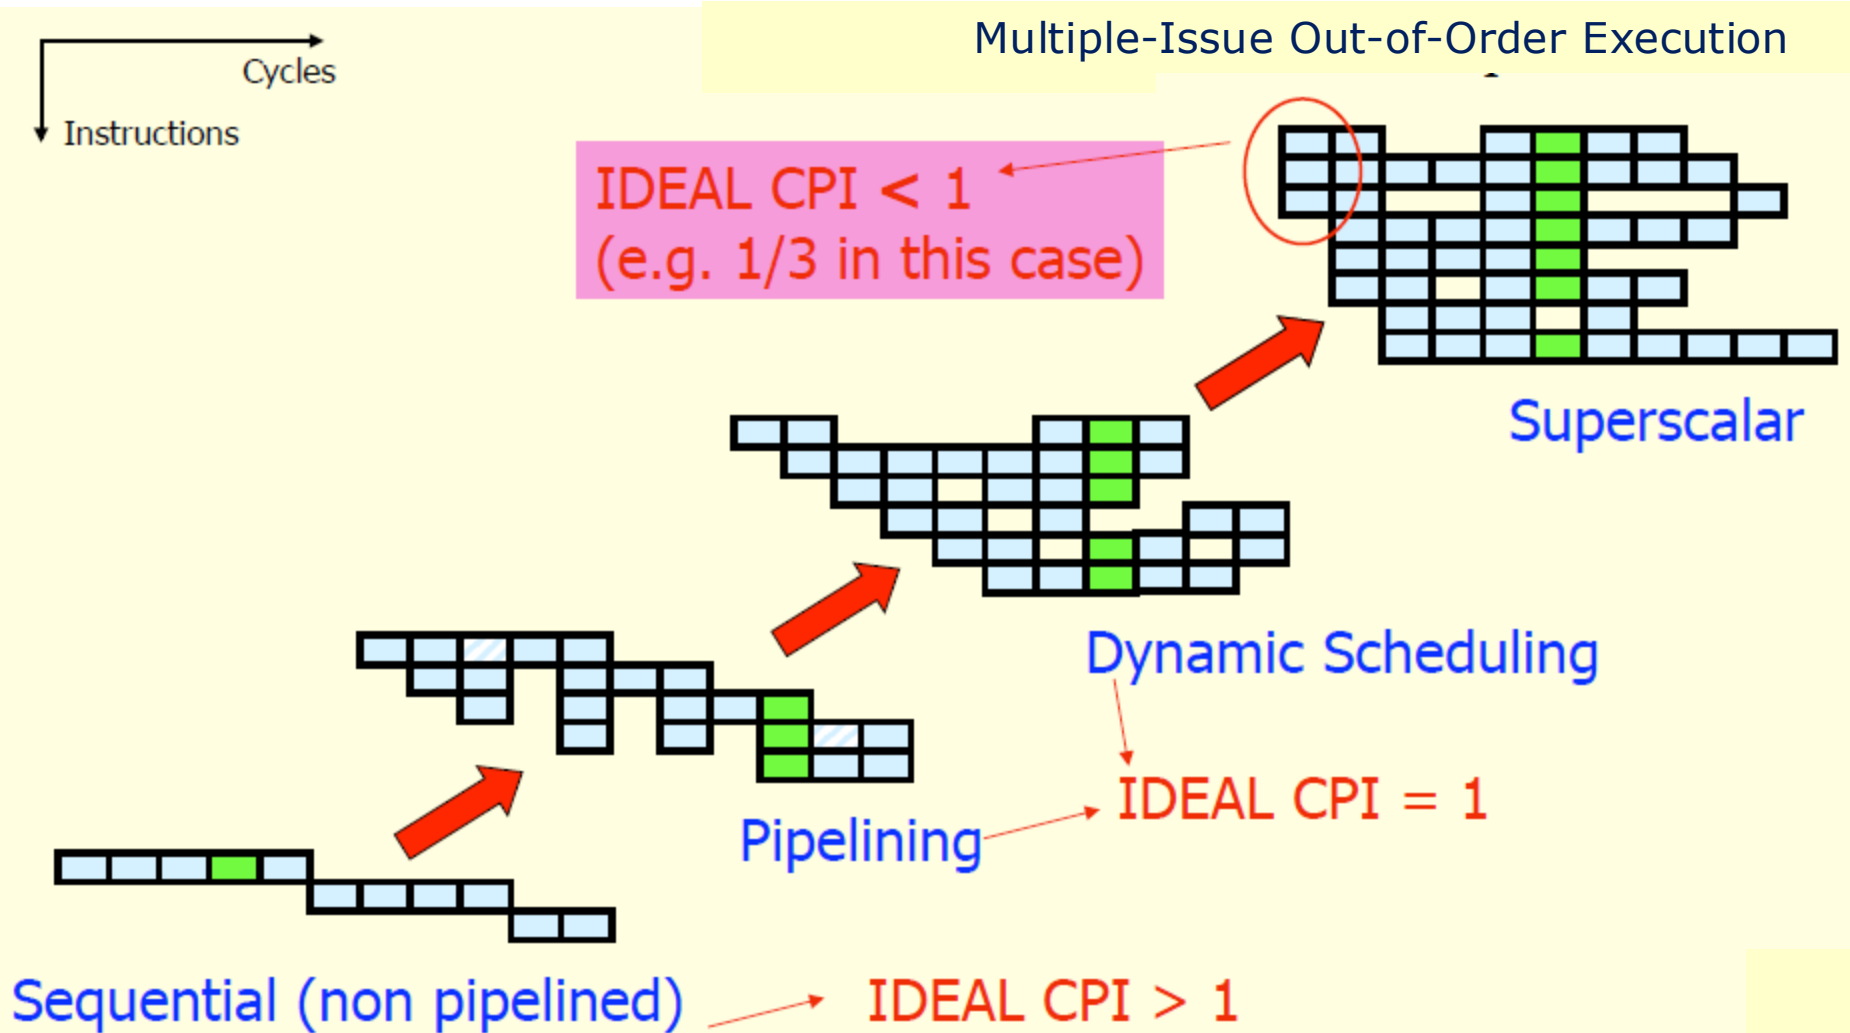 Multiple-Issue Out-of-Order Execution
Cycles
Instructions
IDEAL CPI < 1
(e.g. 1/3 in this case)
Superscalar
Dynamic Scheduling
IDEAL CPI = 1
Pipelining
Sequential (non pipelined)
IDEAL CPI > 1